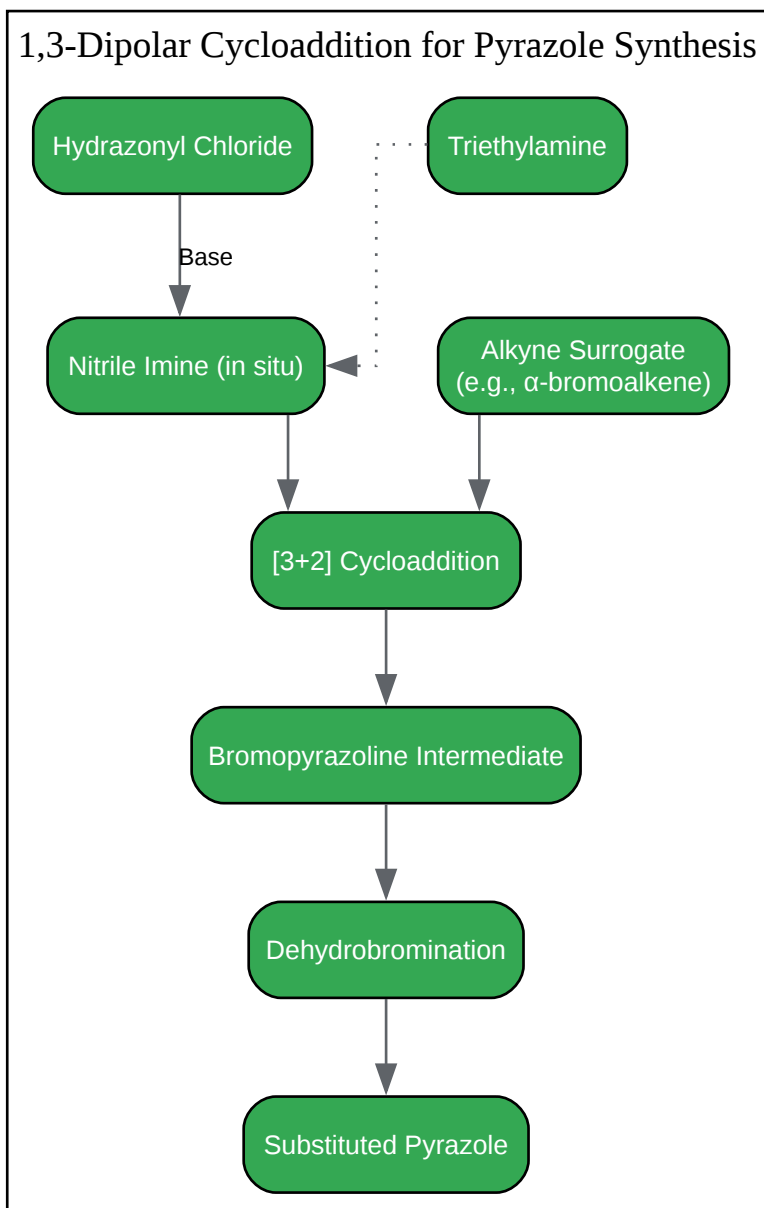 1,3-Dipolar Cycloaddition for Pyrazole Synthesis
Hydrazonyl Chloride
Triethylamine
Base
Nitrile Imine (in situ)
Alkyne Surrogate
(e.g., α-bromoalkene)
[3+2] Cycloaddition
Bromopyrazoline Intermediate
Dehydrobromination
Substituted Pyrazole